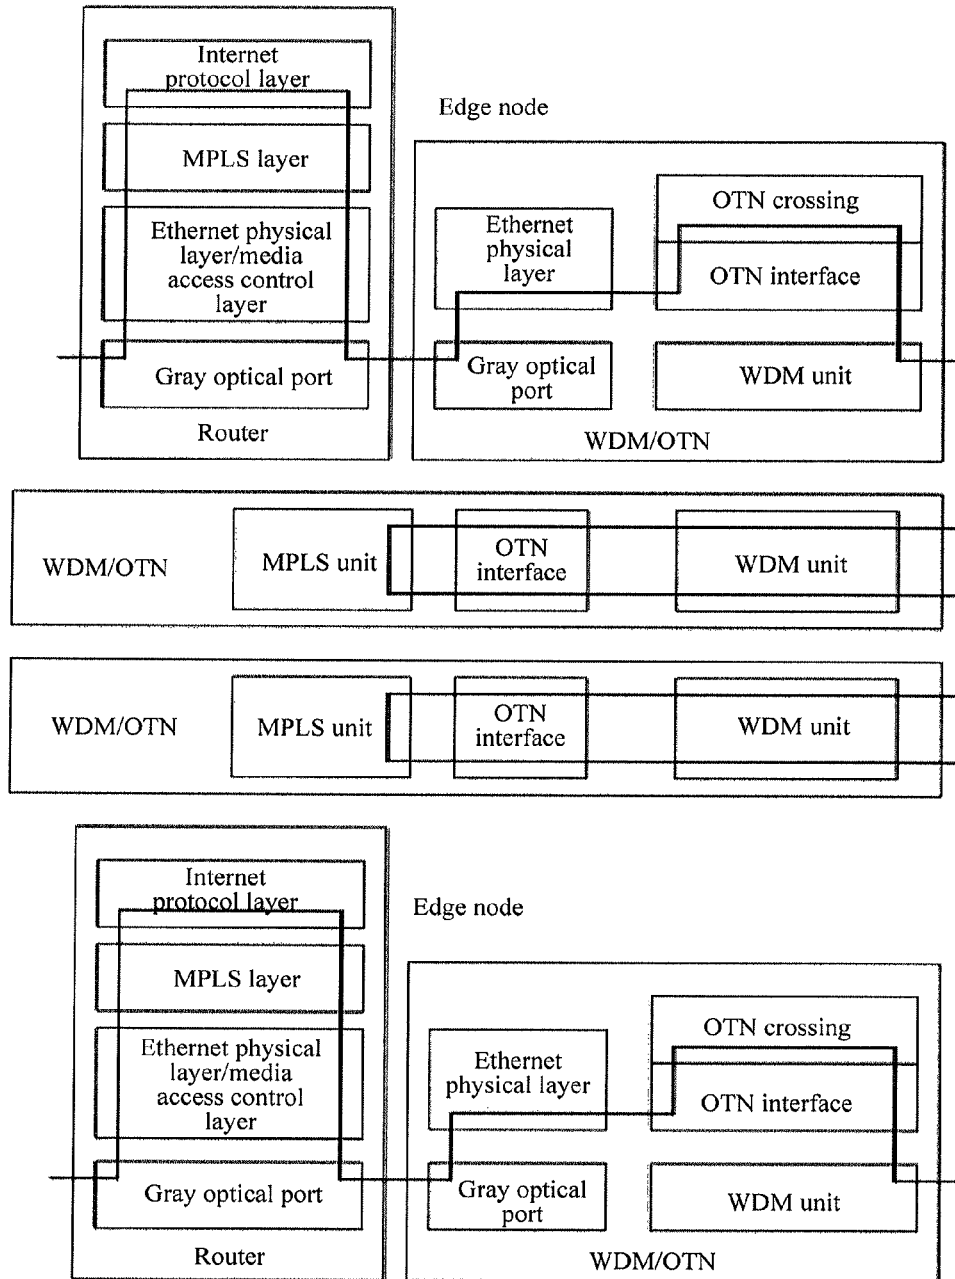 Internet
protocol layer
MPLS layer
Ethernet physical
layer/media
access control
layer
Gray optical port
Router
Edge node
Ethernet
physical
layer
Gray optical
port
OTN crossing
OTN interface
WDM unit
WDM/OTN
WDM/OTN
MPLS unit
OTN
interface
WDM unit
WDM/OTN
MPLS unit
OTN
interface
WDM unit
Internet
protocol layer
MPLS layer
Ethernet physical
layer/media
access control
layer
Gray optical port
Router
Edge node
Ethernet
physical layer
Gray optical
port
OTN crossing
OTN interface
WDM unit
WDM/OTN